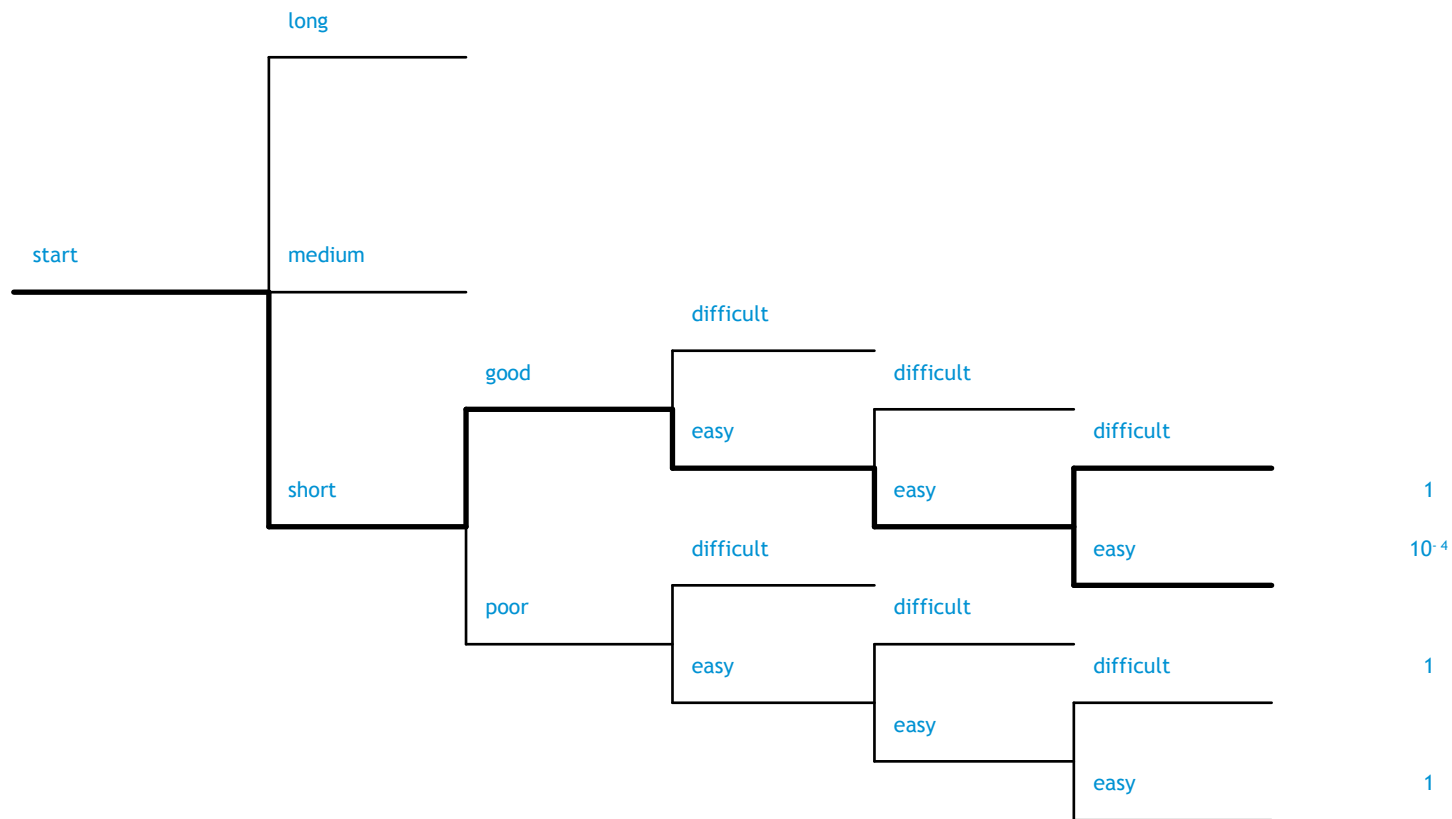 long
start medium
difficult
good difficult
easy difficult
short easy 1
difficult easy 10⁻⁴
poor difficult
easy difficult 1
easy
easy 1